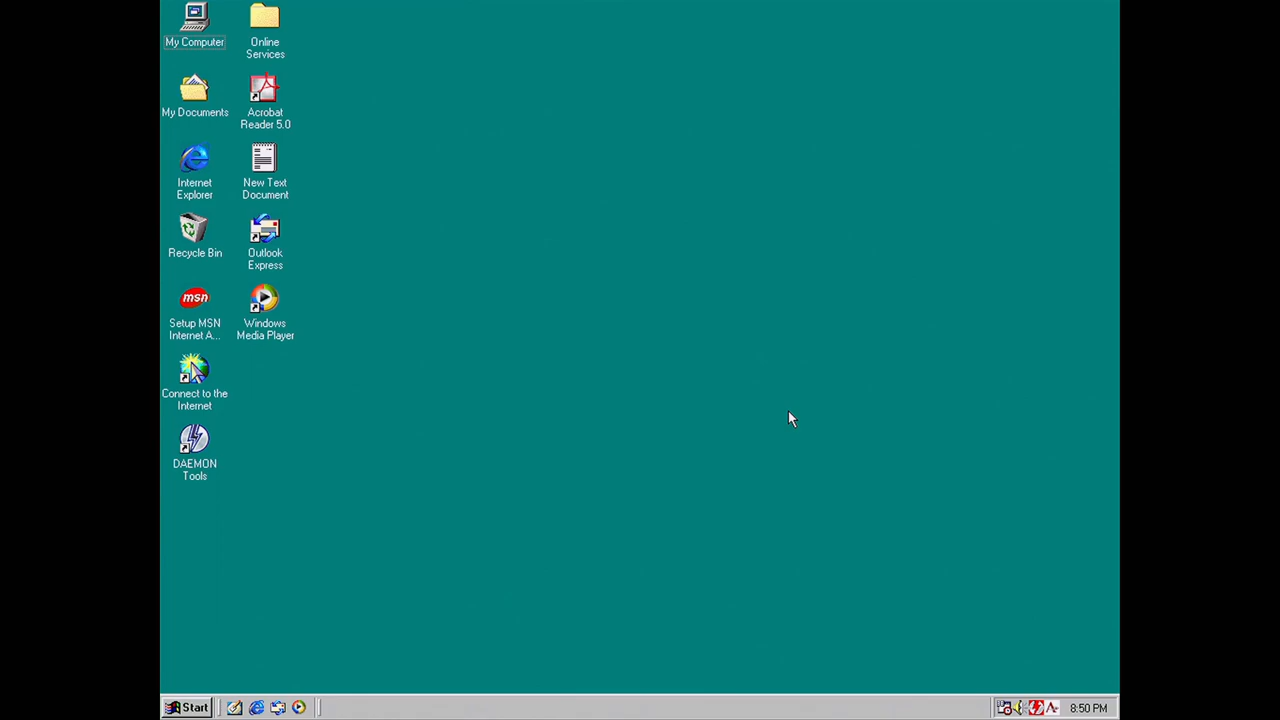 My Computer
Online
Services
My Documents
Acrobat
Reader 5.0
Internet
Explorer
New Text
Document
Recycle Bin
Outlook
Express
msn
Setup MSN
Internet A...
Windows
Media Player
Connect to the
Internet
DAEMON
Tools
Start
8:50 PM